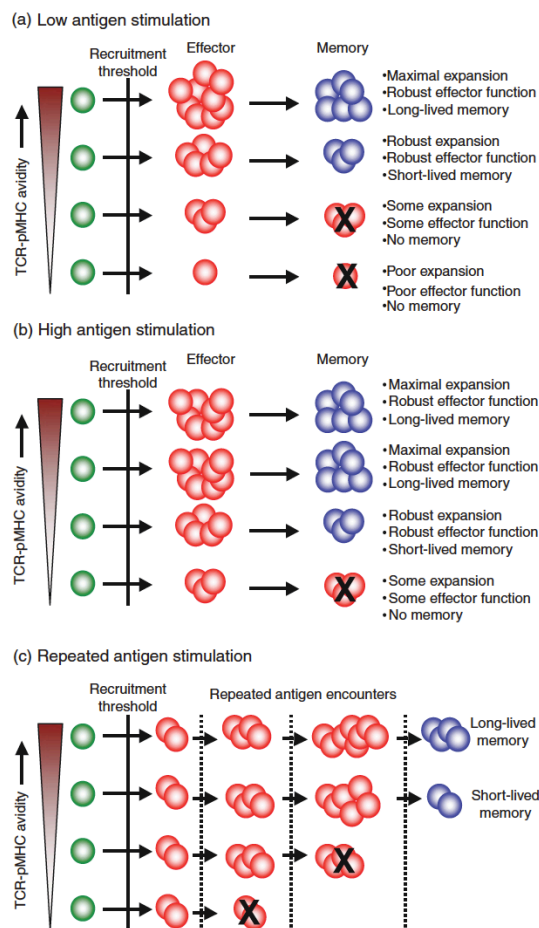 (a) Low antigen stimulation
Recruitment
threshold
Effector
Memory
TCR-pMHC avidity
•Maximal expansion
•Robust effector function
•Long-lived memory
•Robust expansion
•Robust effector function
•Short-lived memory
X
•Some expansion
•Some effector function
•No memory
X
•Poor expansion
•Poor effector function
•No memory
(b) High antigen stimulation
Recruitment
threshold
Effector
Memory
TCR-pMHC avidity
•Maximal expansion
•Robust effector function
•Long-lived memory
•Maximal expansion
•Robust effector function
•Long-lived memory
•Robust expansion
•Robust effector function
•Short-lived memory
X
•Some expansion
•Some effector function
•No memory
(c) Repeated antigen stimulation
Recruitment
threshold
Repeated antigen encounters
TCR-pMHC avidity
Long-lived
memory
Short-lived
memory
X
X